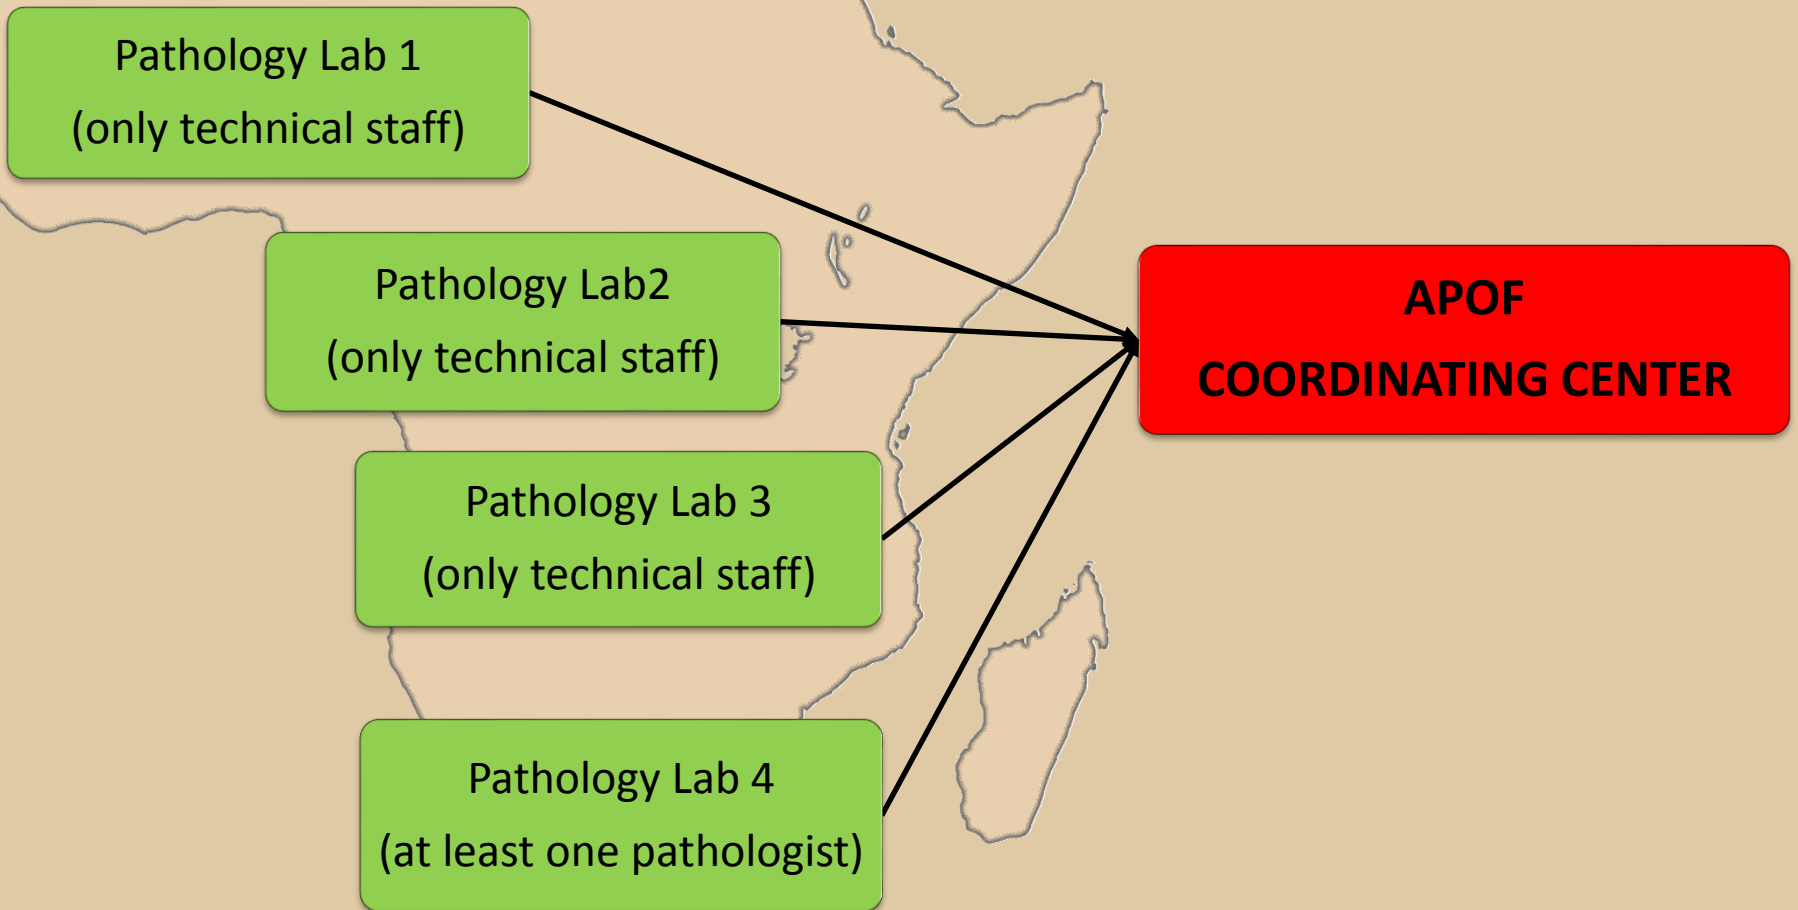 Pathology Lab 1
(only technical staff)
Pathology Lab2
(only technical staff)
Pathology Lab 3
(only technical staff)
Pathology Lab 4
(at least one pathologist)
APOF
COORDINATING CENTER